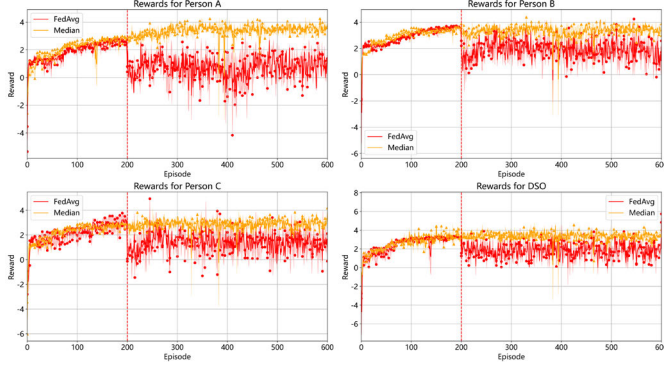 Rewards for Person A
4
2
0
-2
-4
Reward
FedAvg
Median
0
100
200
300
400
500
600
Episode
Rewards for Person B
4
2
0
-2
-4
-6
Reward
FedAvg
Median
0
100
200
300
400
500
600
Episode
Rewards for Person C
4
2
0
-2
-4
-6
Reward
FedAvg
Median
0
100
200
300
400
500
600
Episode
Rewards for DSO
8
6
4
2
0
-2
-4
-6
Reward
FedAvg
Median
0
100
200
300
400
500
600
Episode